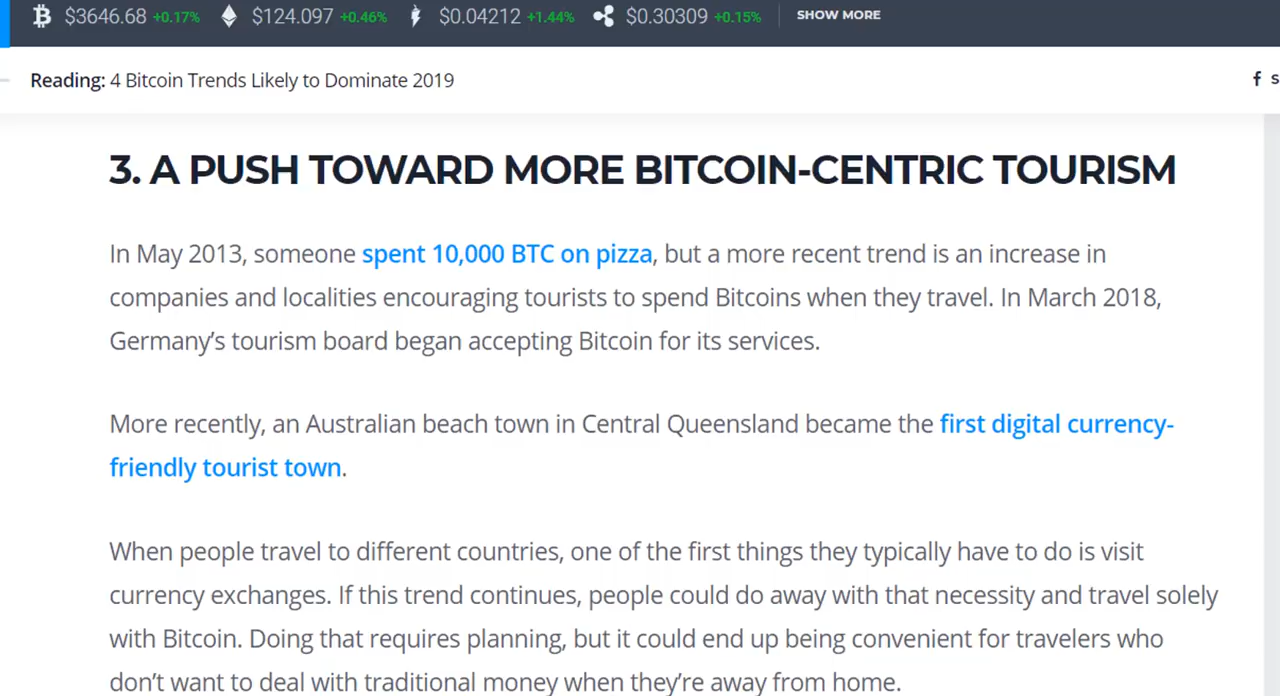 $3646.68 +0.17% $124.097 +0.46% $0.04212 +1.44% $0.30309 +0.15% SHOW MORE
Reading: 4 Bitcoin Trends Likely to Dominate 2019 f S
3. A PUSH TOWARD MORE BITCOIN-CENTRIC TOURISM
In May 2013, someone spent 10,000 BTC on pizza, but a more recent trend is an increase in
companies and localities encouraging tourists to spend Bitcoins when they travel. In March 2018,
Germany’s tourism board began accepting Bitcoin for its services.
More recently, an Australian beach town in Central Queensland became the first digital currency-
friendly tourist town.
When people travel to different countries, one of the first things they typically have to do is visit
currency exchanges. If this trend continues, people could do away with that necessity and travel solely
with Bitcoin. Doing that requires planning, but it could end up being convenient for travelers who
don’t want to deal with traditional money when they’re away from home.